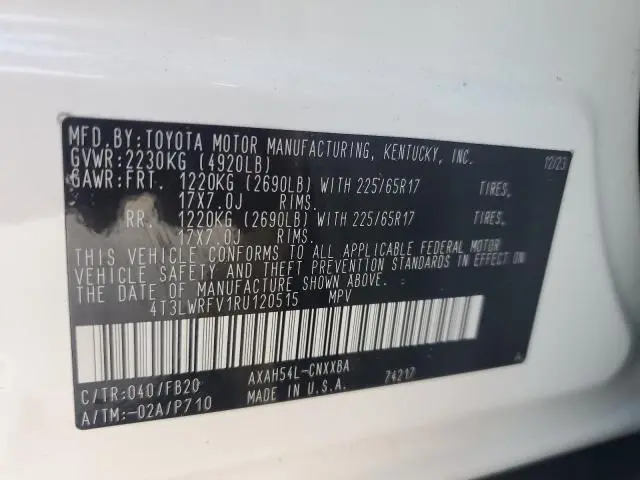 MFD.BY:TOYOTA MOTOR MANUFACTURING, KENTUCKY, INC. 12/23
GVWR:2230KG (4920LB)
GAWR:FRT. 1220KG (2690LB) WITH 225/65R17 TIRES,
17X7.0J RIMS.
RR. 1220KG (2690LB) WITH 225/65R17 TIRES,
17X7.0J RIMS.
THIS VEHICLE CONFORMS TO ALL APPLICABLE FEDERAL MOTOR
VEHICLE SAFETY AND THEFT PREVENTION STANDARDS IN EFFECT ON
THE DATE OF MANUFACTURE SHOWN ABOVE.
4T3LWRFV1RU120515 MPV
C/TR:040/FB20 AXAH54L-CNXXBA 74217 A
A/TM:-02A/P710 MADE IN U.S.A.